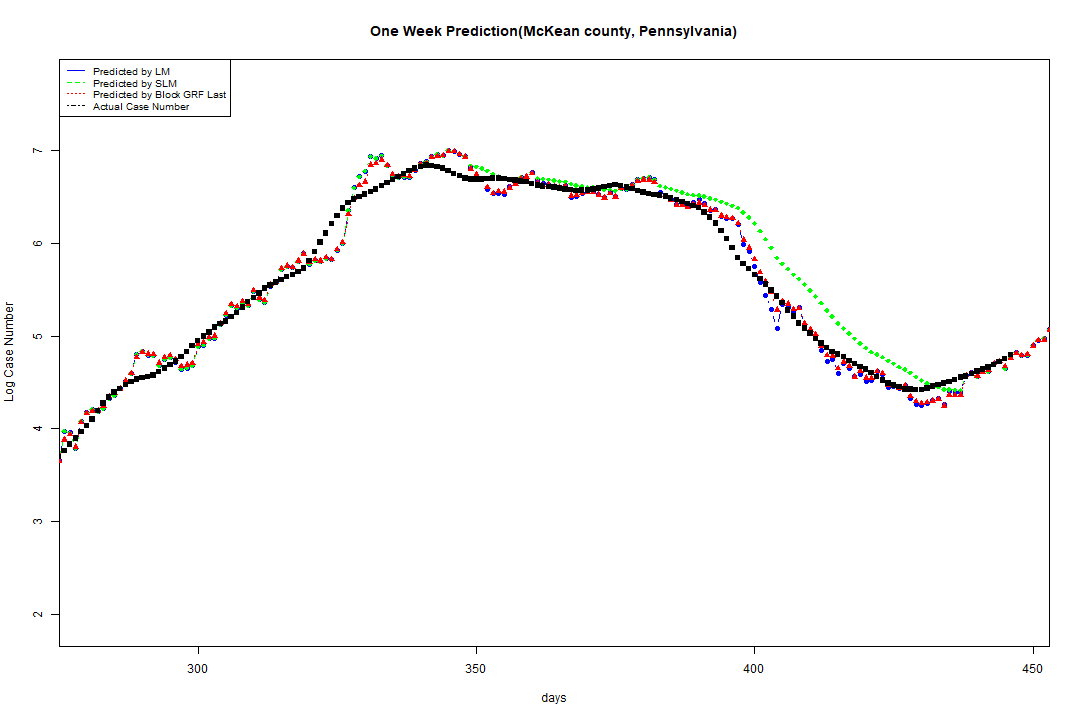 One Week Prediction(McKean county, Pennsylvania)
Predicted by LM
Predicted by SLM
Predicted by Block GRF Last
Actual Case Number
7
6
5
4
3
2
Log Case Number
300 350 400 450
days